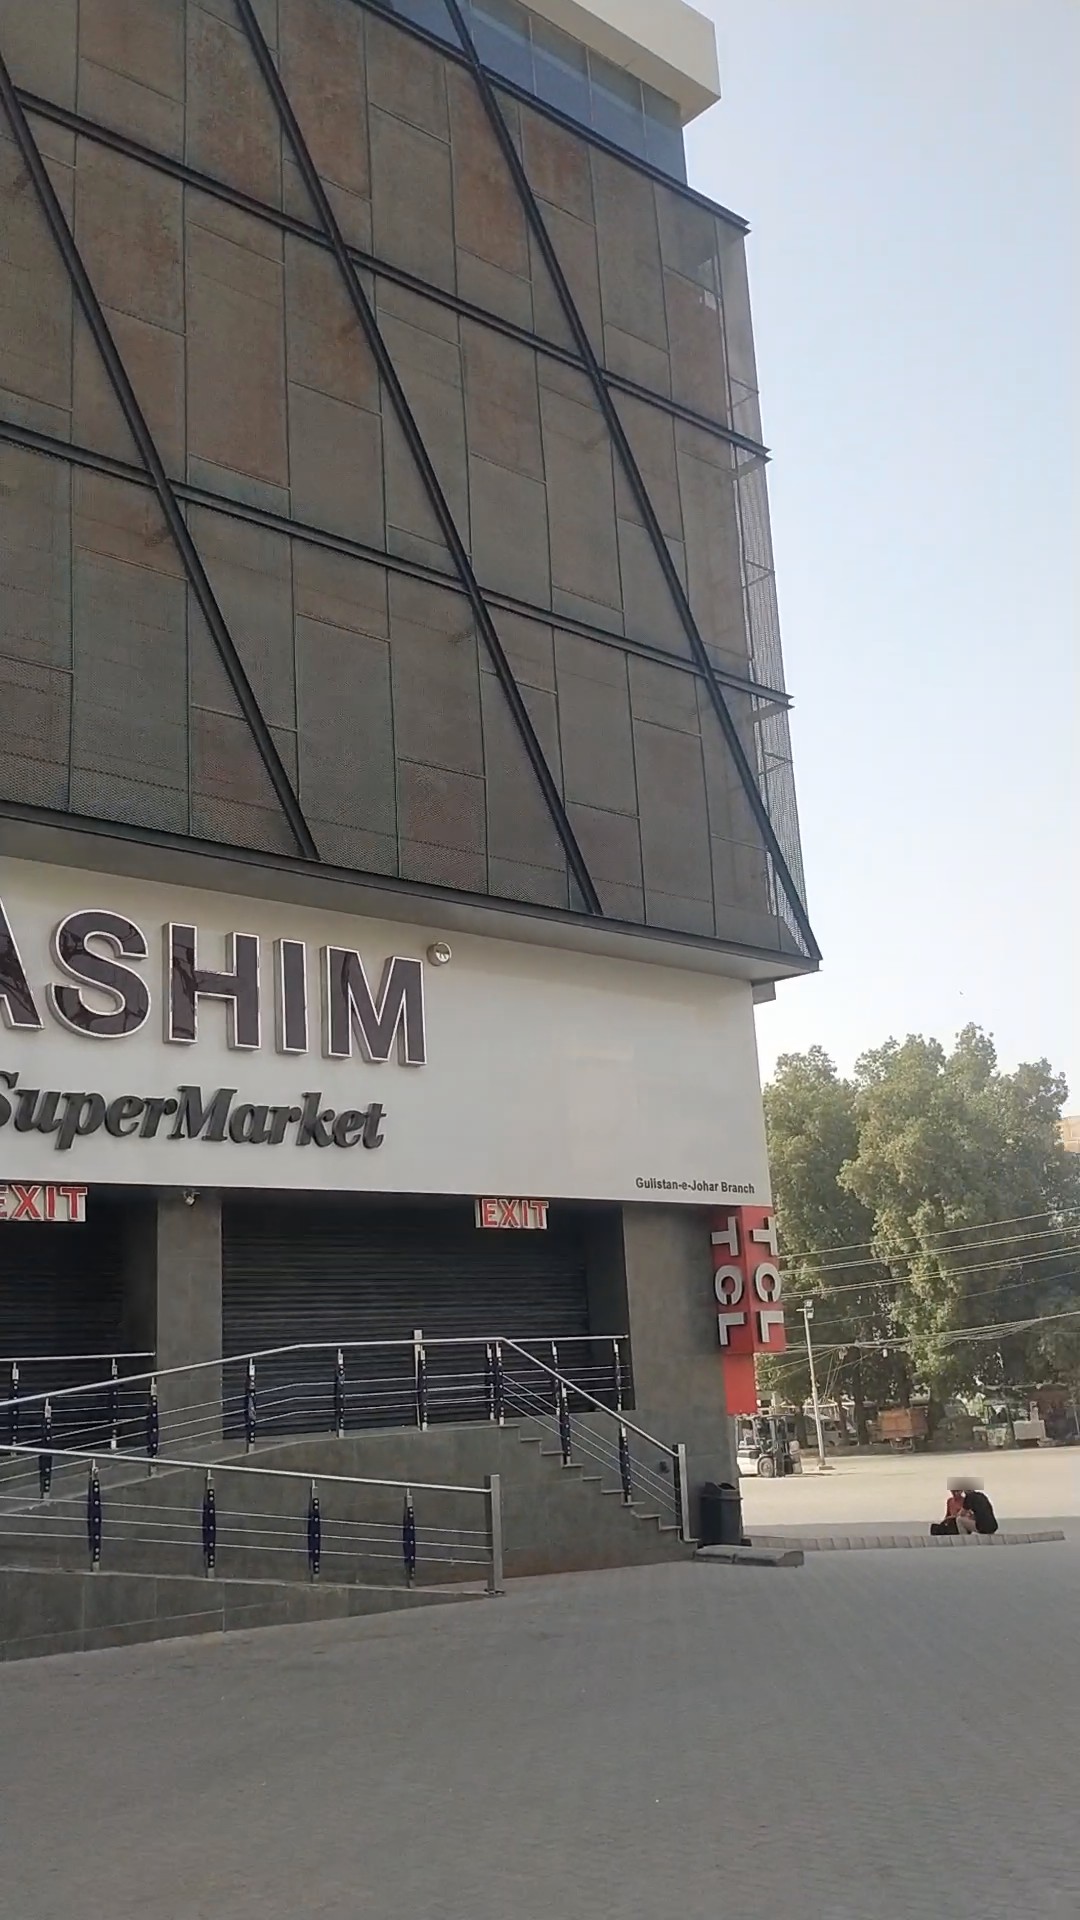 ASHIM
SuperMarket
Gulistan-e-Johar Branch
EXIT
EXIT
TCL
TCL